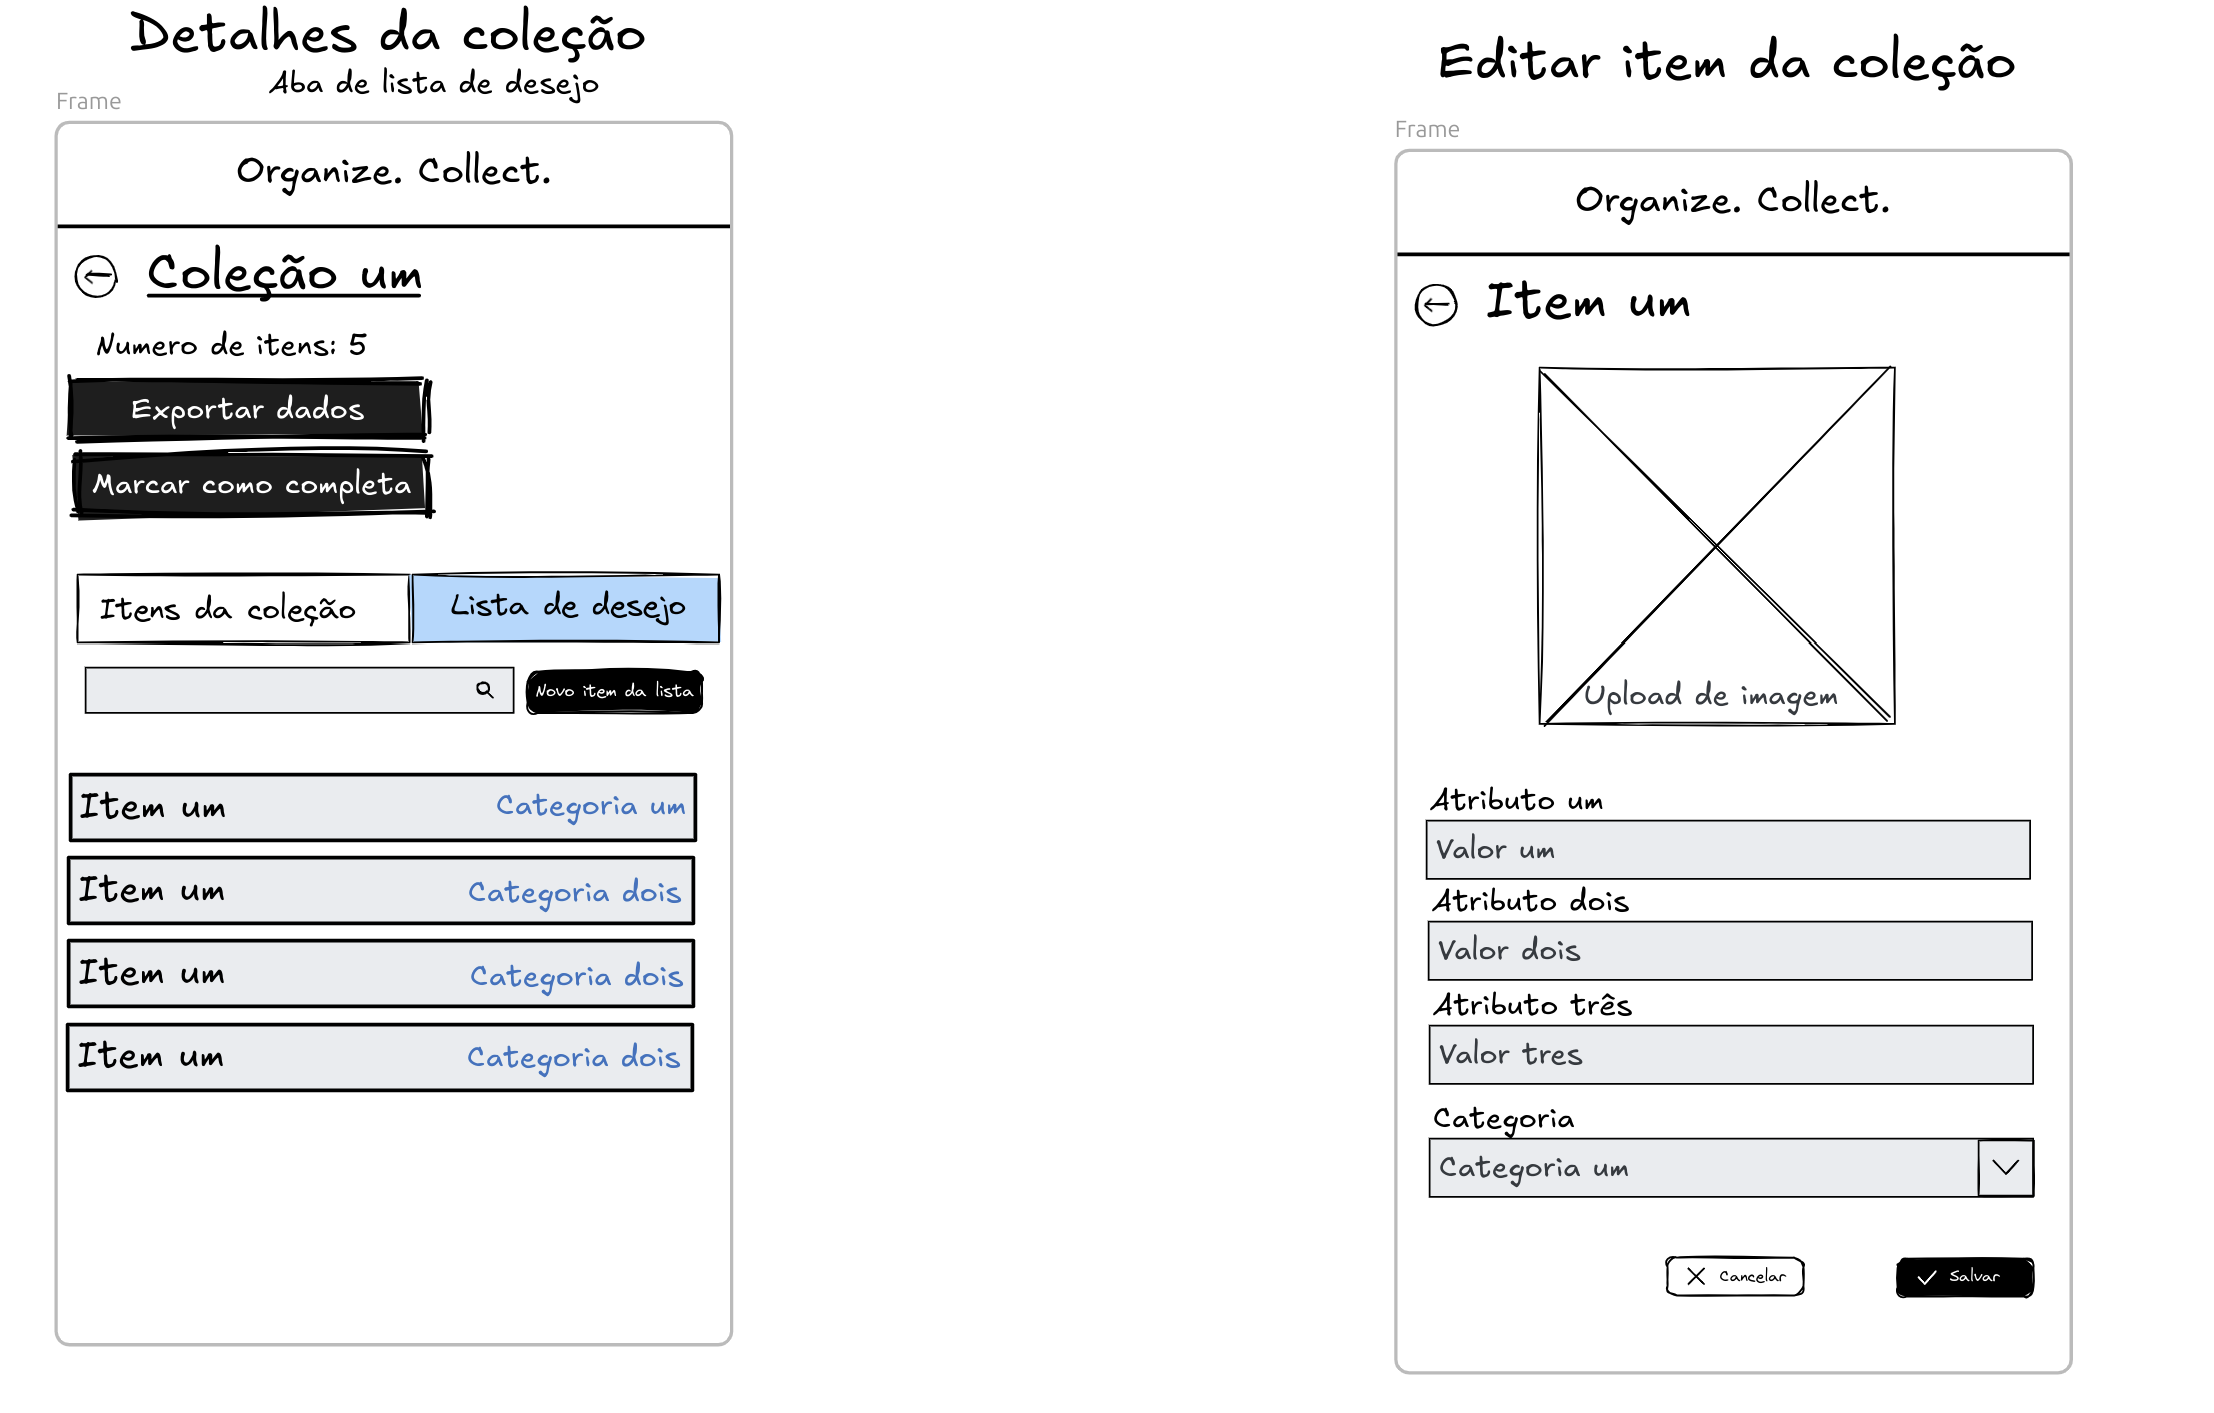 Detalhes da coleção
Aba de lista de desejo
Frame
Organize. Collect.
Coleção um
Numero de itens: 5
Exportar dados
Marcar como completa
Itens da coleção
Lista de desejo
Novo item da lista
Item um
Categoria um
Item um
Categoria dois
Item um
Categoria dois
Item um
Categoria dois
Editar item da coleção
Frame
Organize. Collect.
Item um
Upload de imagem
Atributo um
Valor um
Atributo dois
Valor dois
Atributo três
Valor tres
Categoria
Categoria um
Cancelar
Salvar